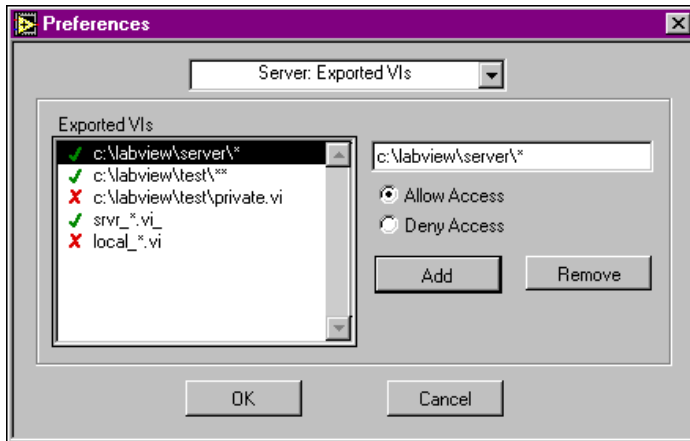 Preferences
Server: Exported VIs
Exported VIs
c:\labview\server\*
c:\labview\test\**
c:\labview\test\private.vi
srvr_*.vi_
local_*.vi
c:\labview\server\*
Allow Access
Deny Access
Add
Remove
OK
Cancel